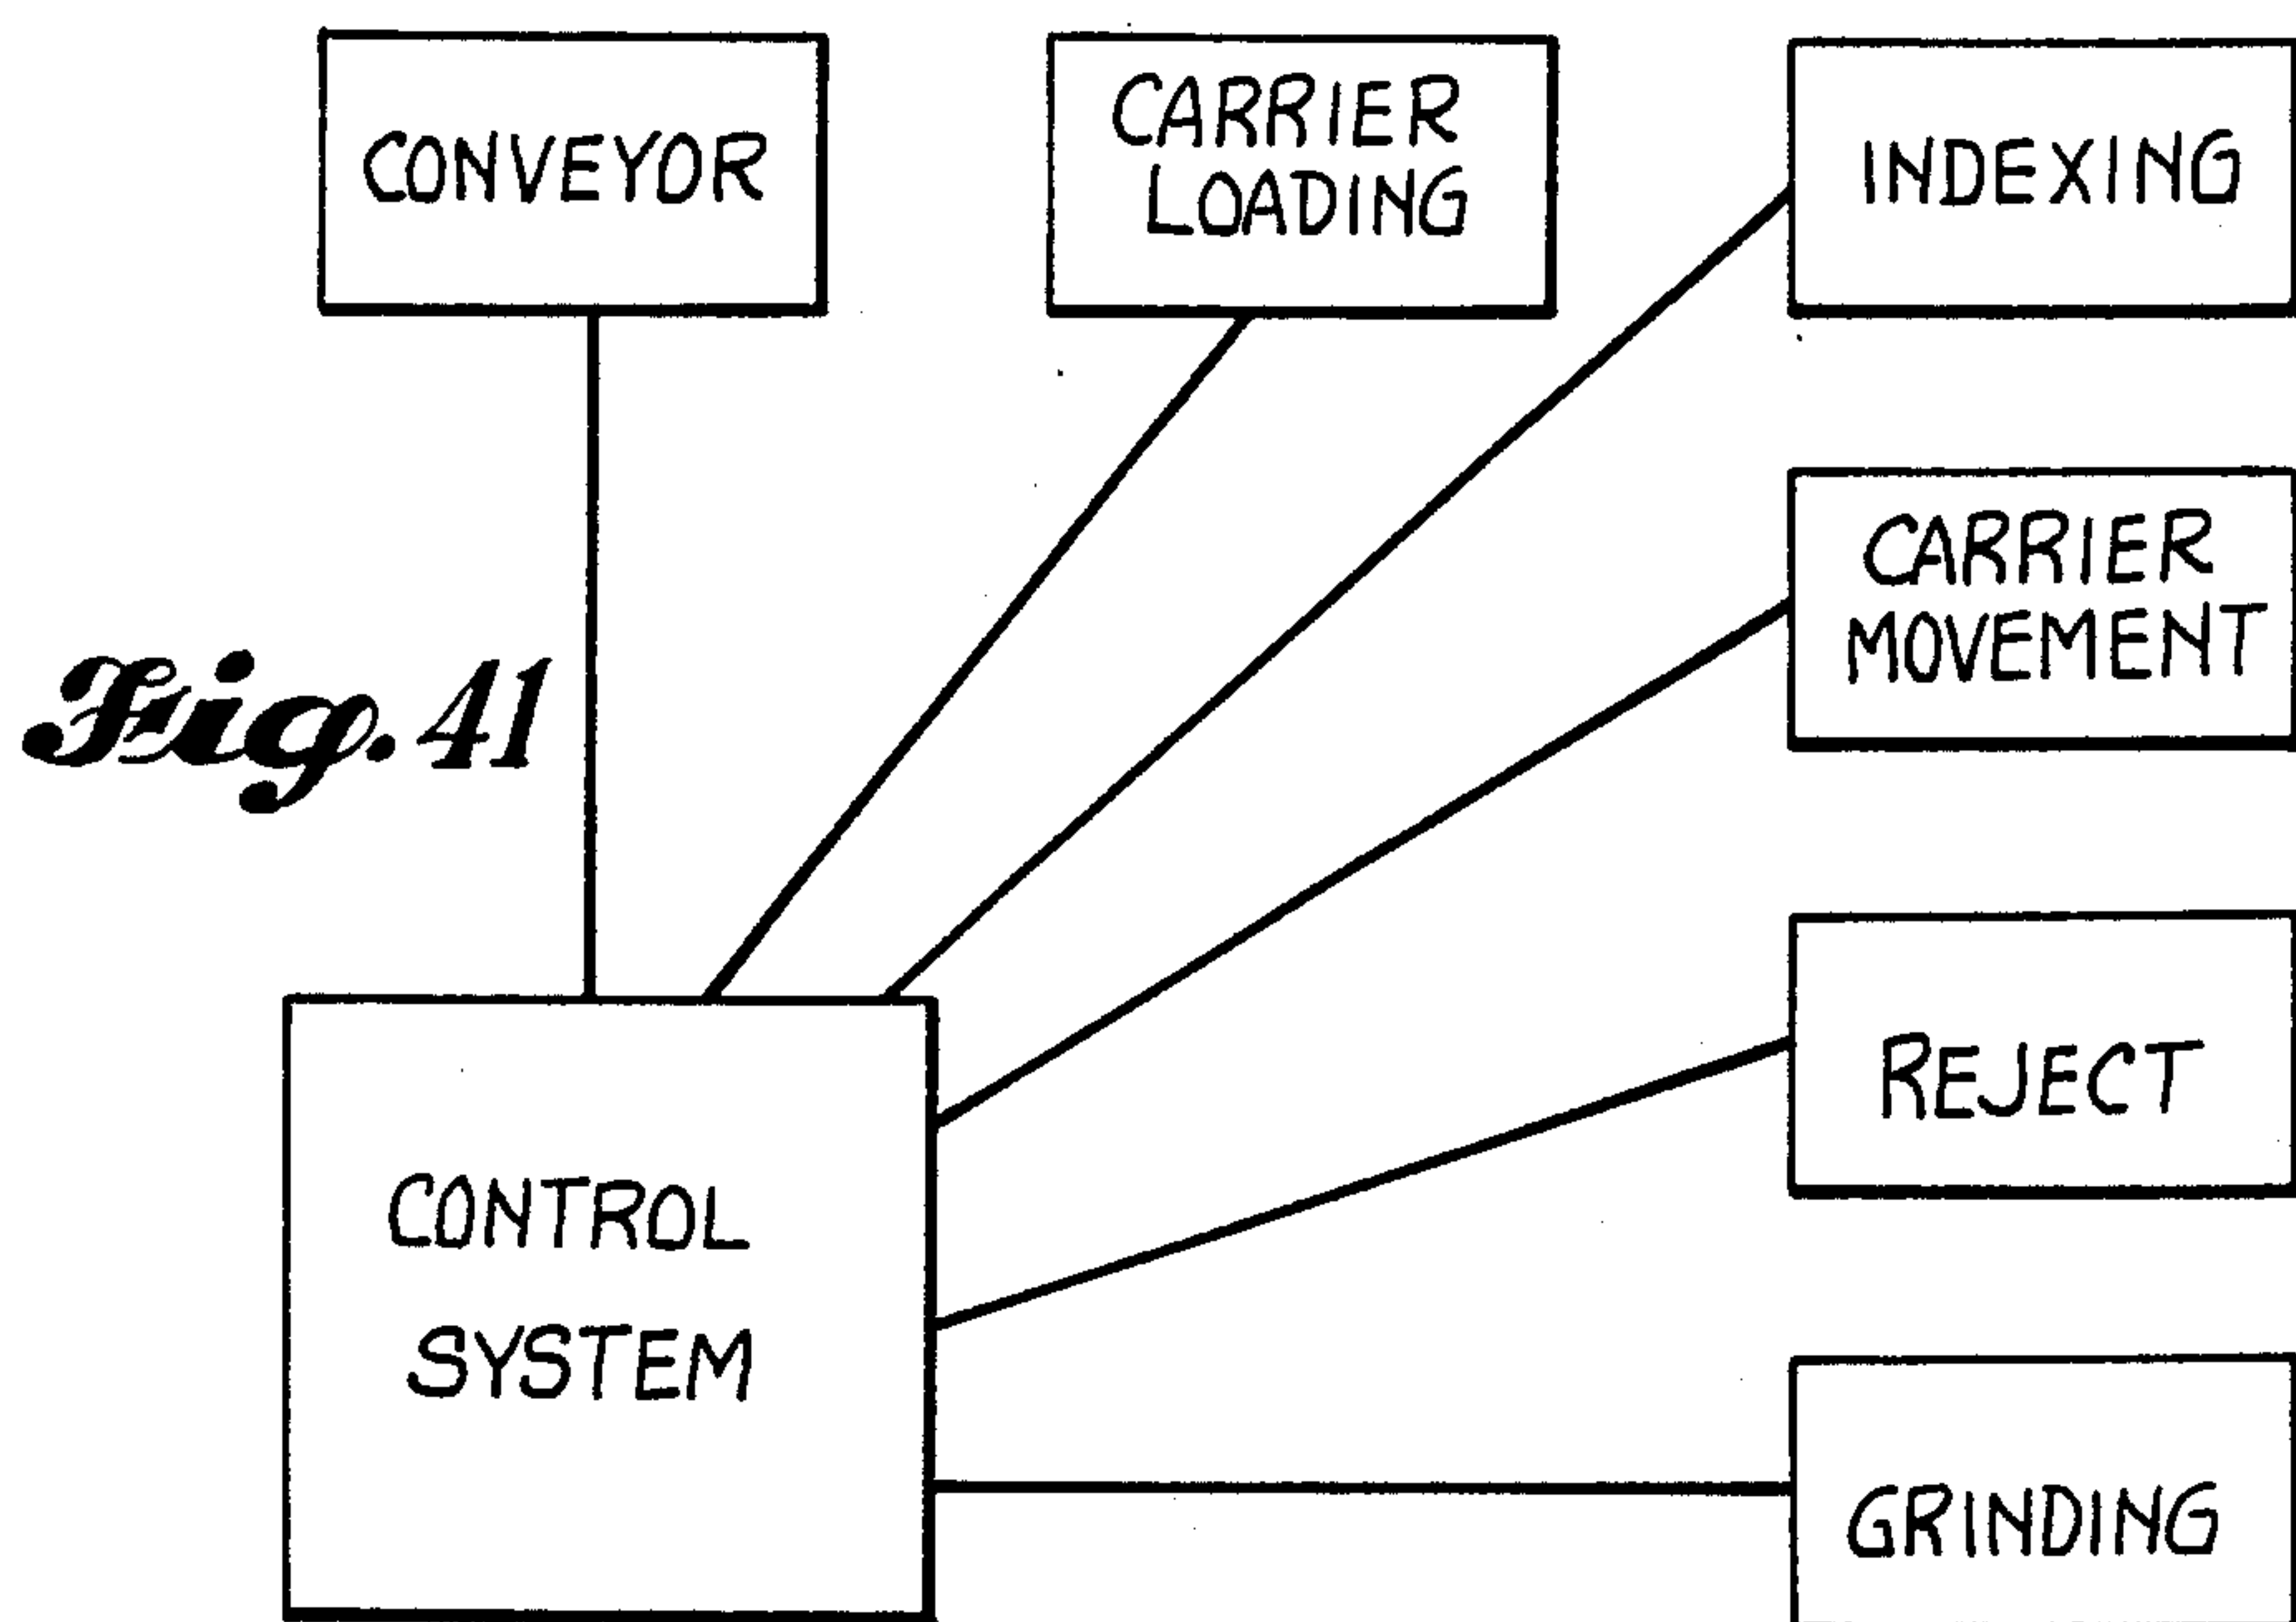 CONVEYOR
CARRIER
LOADING
INDEXING
CARRIER
MOVEMENT
Fig. 41
REJECT
CONTROL
SYSTEM
GRINDING